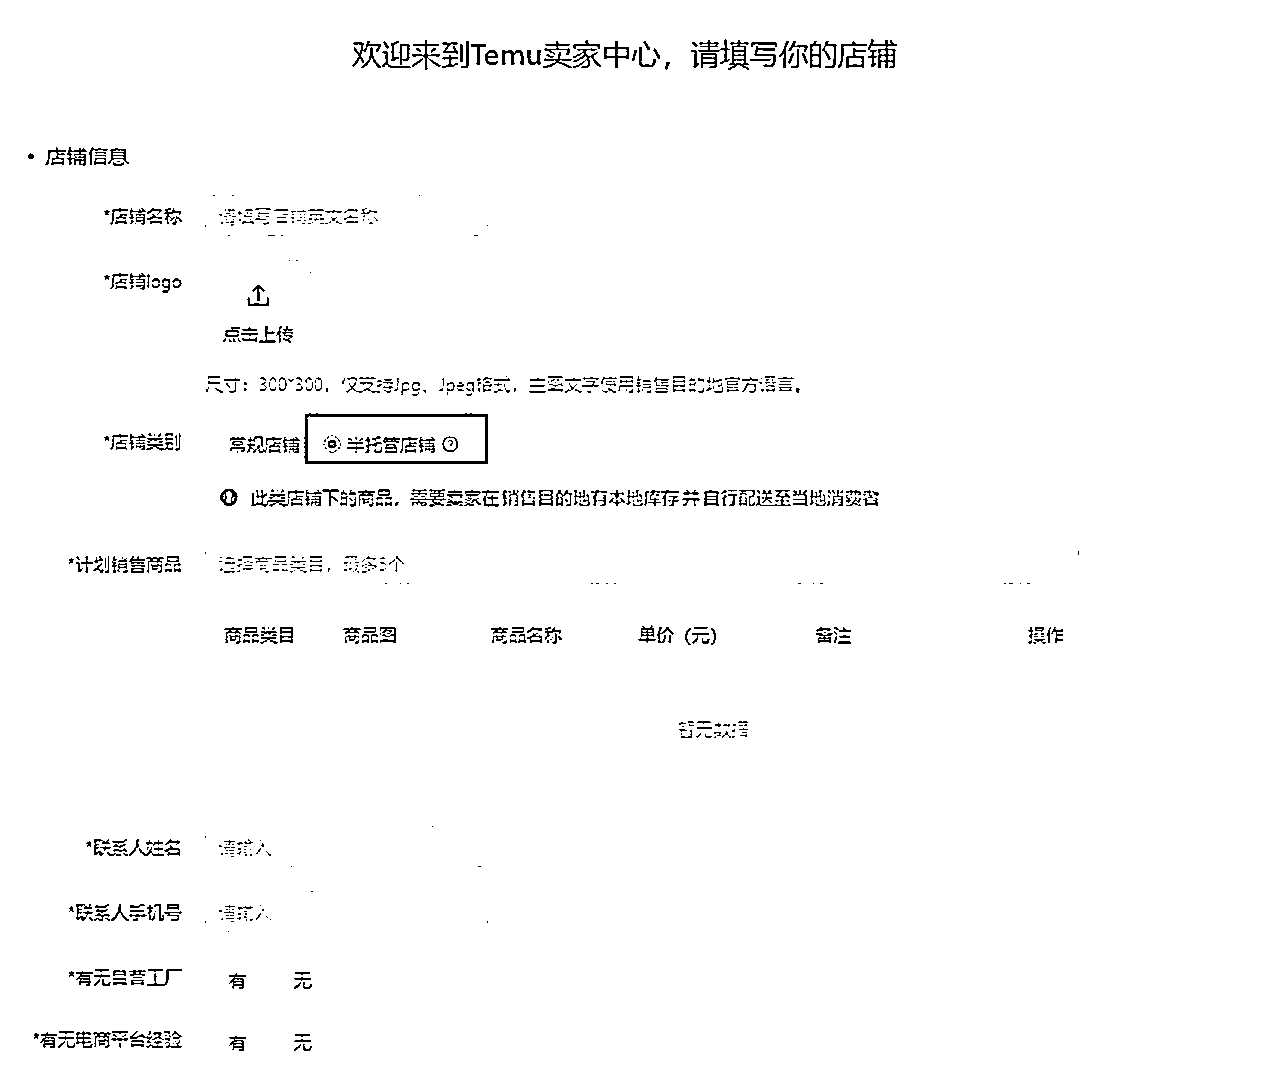 欢迎来到Temu卖家中心，请填写你的店铺
• 店铺信息
*店铺名称 请填写店铺英文名称
*店铺logo
点击上传
尺寸：300*300，仅支持Jpg、Jpeg格式，主图文字使用销售目的地官方语言。
*店铺类别 常规店铺 半托管店铺
此类店铺下的商品，需要卖家在销售目的地有本地库存并自行配送至当地消费者
*计划销售商品 选择商品类目，最多3个
商品类目 商品图 商品名称 单价（元） 备注 操作
暂无数据
*联系人姓名 请输入
*联系人手机号 请输入
*有无自营工厂 有 无
*有无电商平台经验 有 无